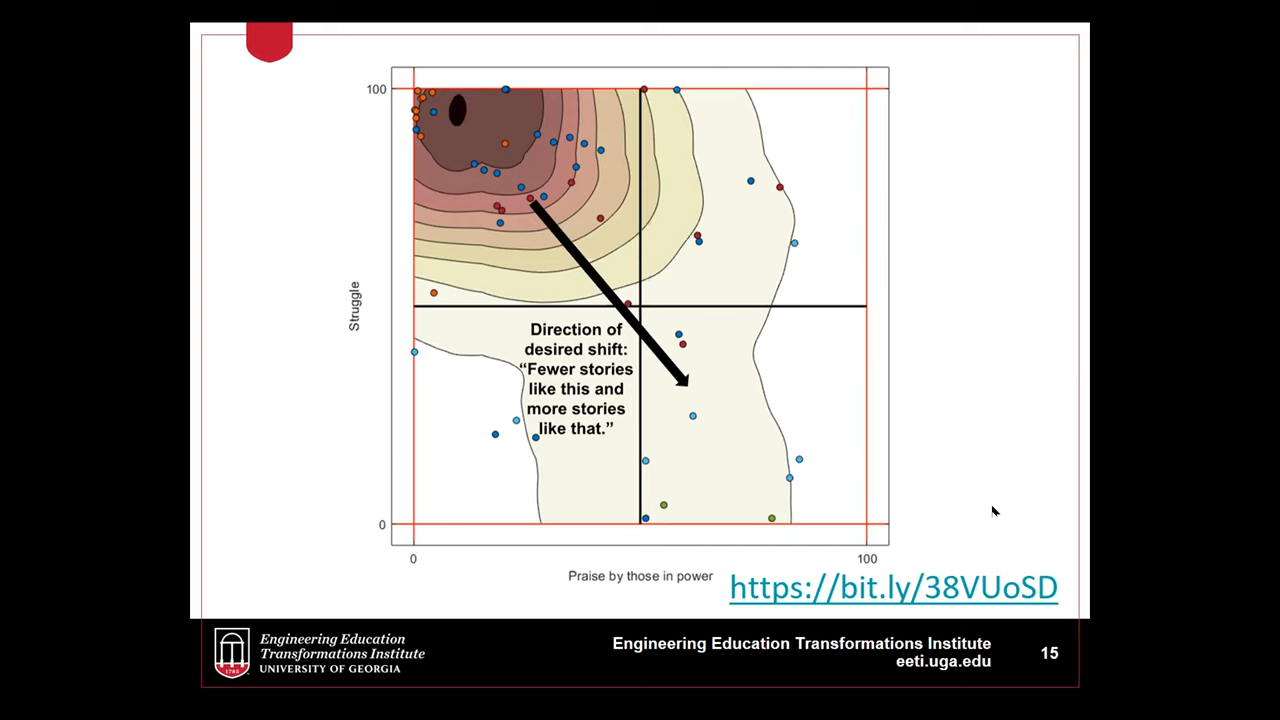 100
Struggle
Direction of
desired shift:
“Fewer stories
like this and
more stories
like that.”
0
0
100
Praise by those in power
https://bit.ly/38VUoSD
Engineering Education
Transformations Institute
UNIVERSITY OF GEORGIA
1785
Engineering Education Transformations Institute
eeti.uga.edu
15